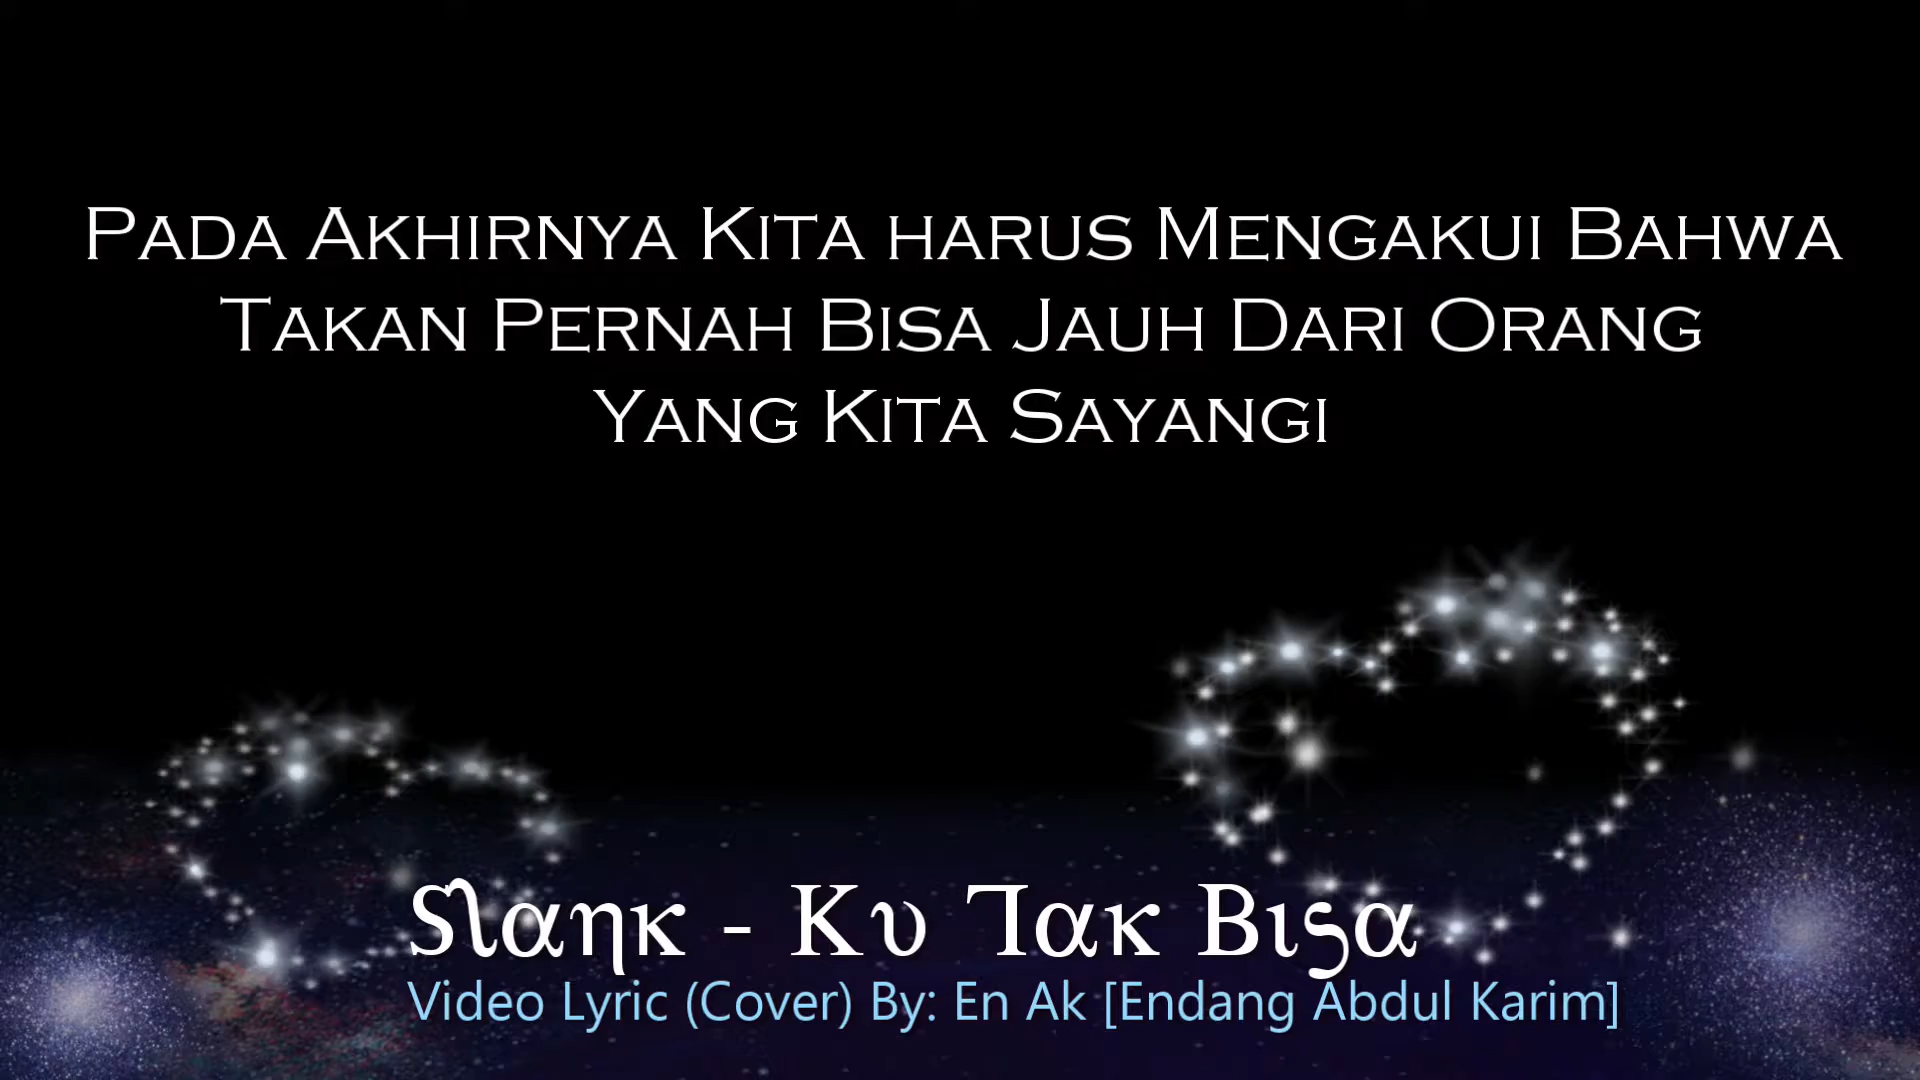 Pada Akhirnya Kita harus Mengakui Bahwa
Takan Pernah Bisa Jauh Dari Orang
Yang Kita Sayangi
Slank - Ku Tak Bisa
Video Lyric (Cover) By: En Ak [Endang Abdul Karim]